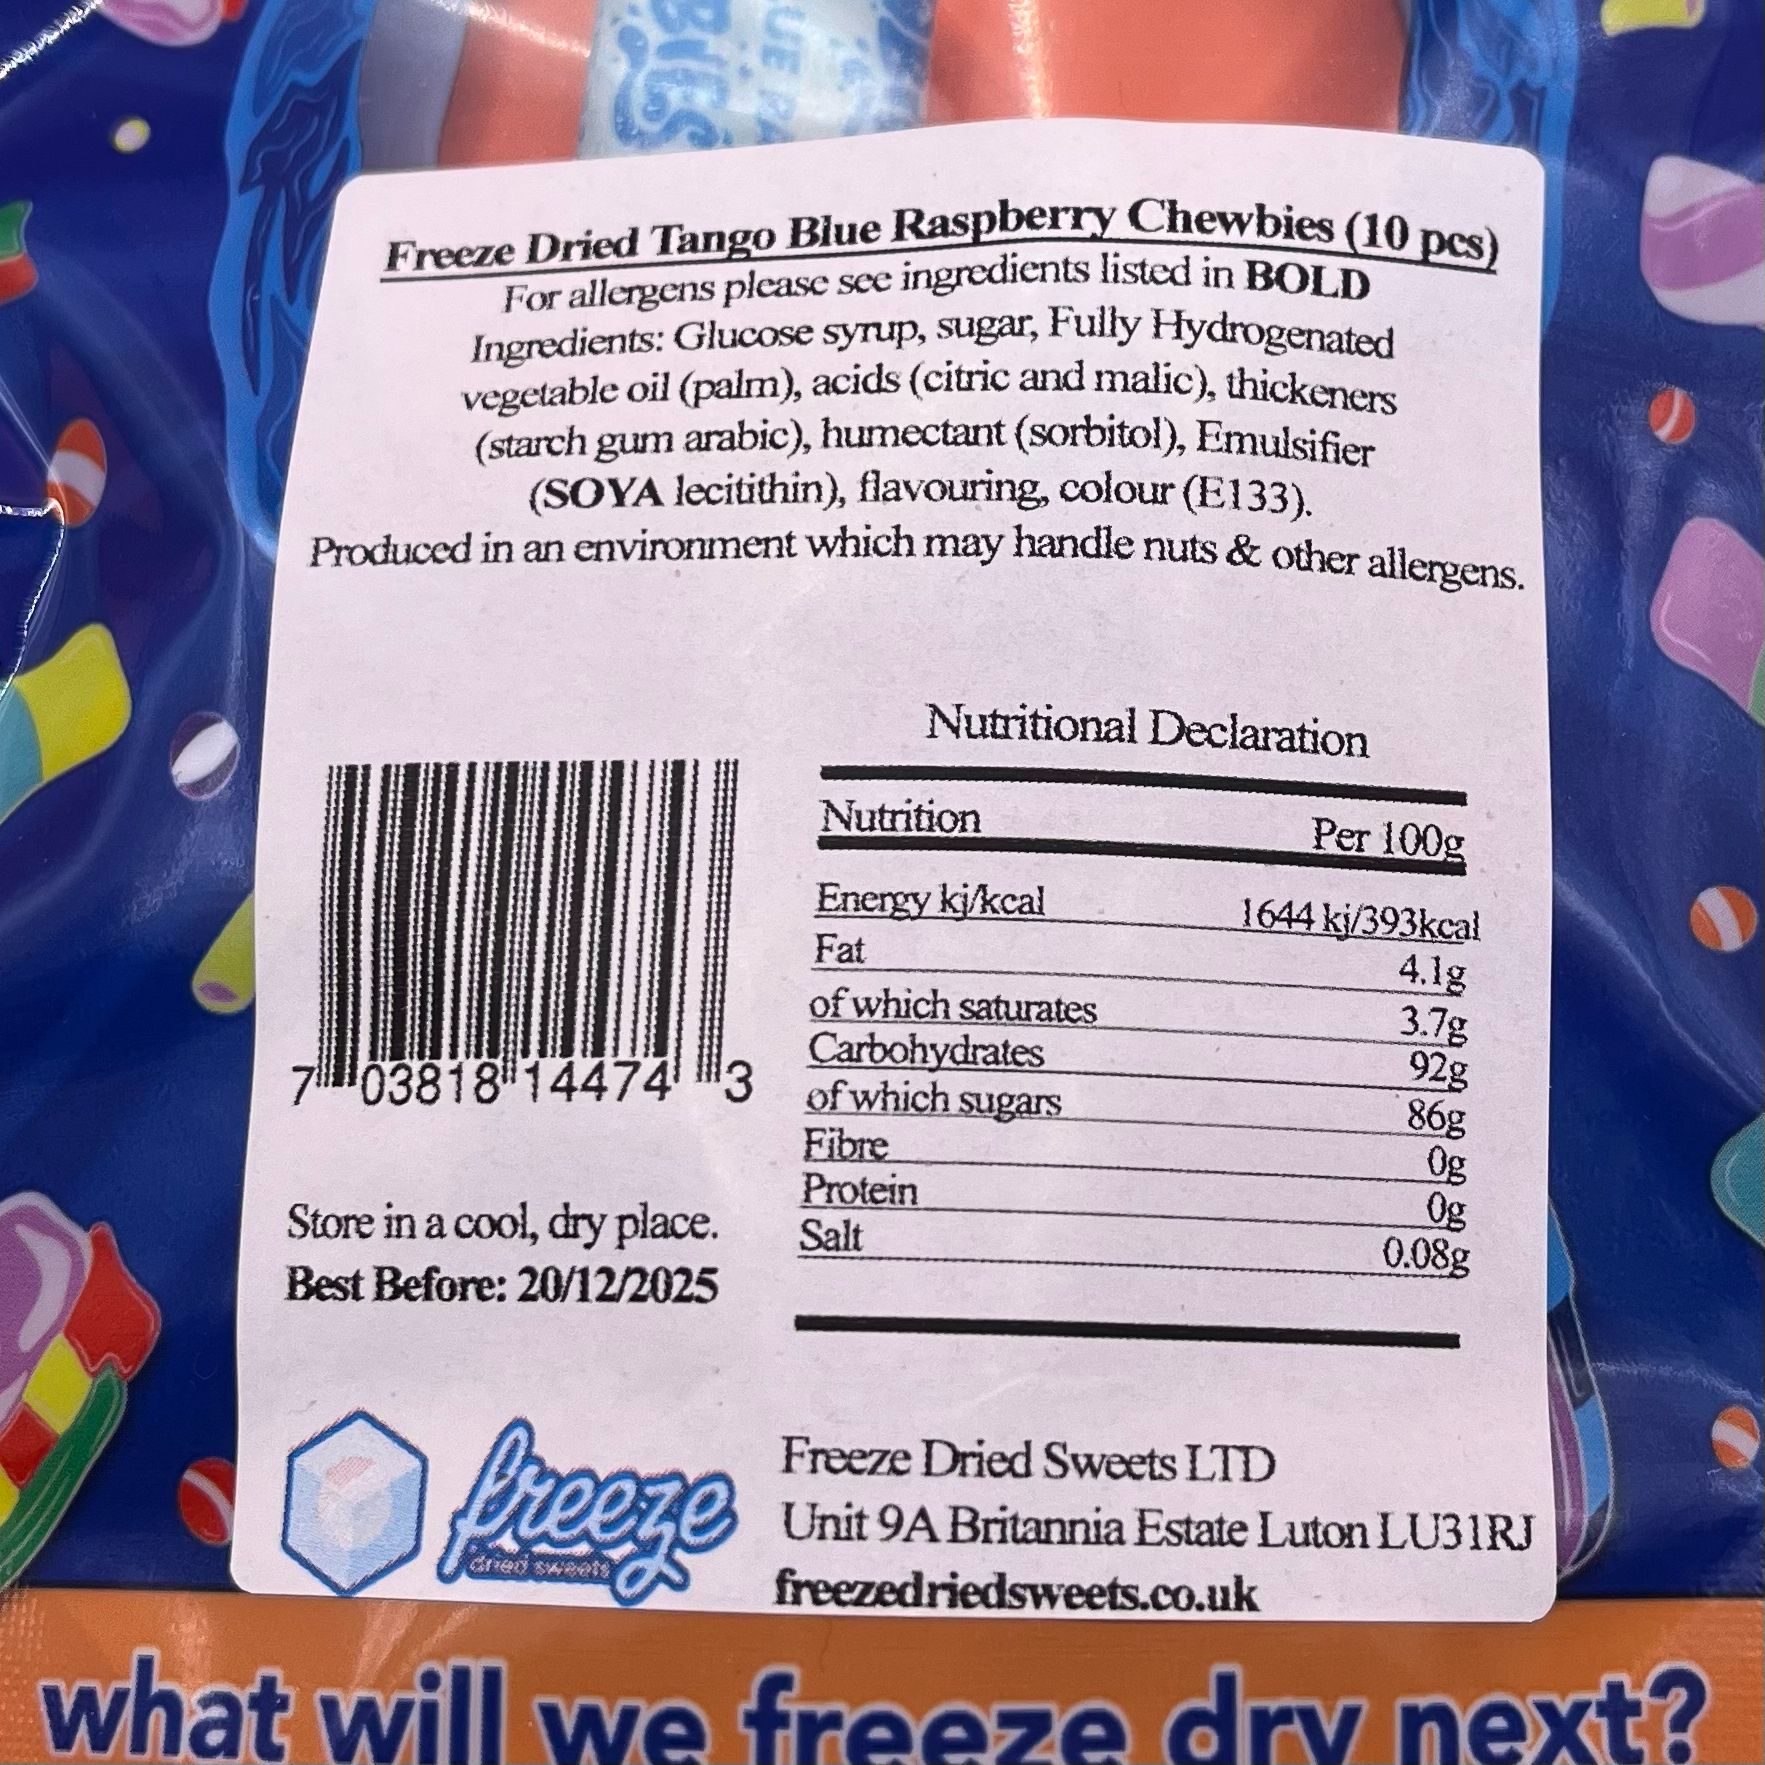 BIES
UE RA
Freeze Dried Tango Blue Raspberry Chewbies (10 pcs)
For allergens please see ingredients listed in BOLD
Ingredients: Glucose syrup, sugar, Fully Hydrogenated
vegetable oil (palm), acids (citric and malic), thickeners
(starch gum arabic), humectant (sorbitol), Emulsifier
(SOYA lecitithin), flavouring, colour (E133).
Produced in an environment which may handle nuts & other allergens.
Nutritional Declaration
Nutrition Per 100g
Energy kj/kcal 1644 kj/393kcal
Fat 4.1g
of which saturates 3.7g
Carbohydrates 92g
of which sugars 86g
Fibre 0g
Protein 0g
Salt 0.08g
7 03818 14474 3
Store in a cool, dry place.
Best Before: 20/12/2025
freeze
dried sweets
Freeze Dried Sweets LTD
Unit 9A Britannia Estate Luton LU31RJ
freezedriedsweets.co.uk
what will we freeze dry next?